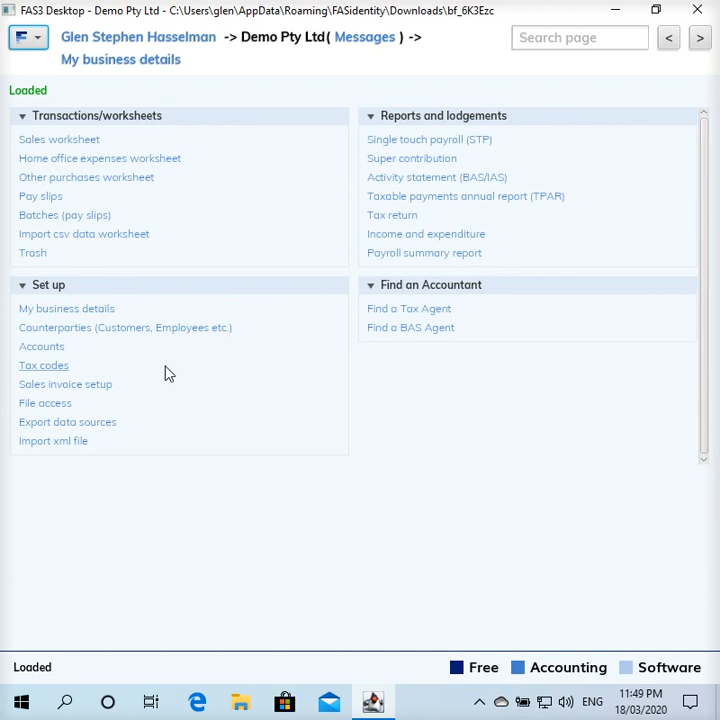 FAS3 Desktop - Demo Pty Ltd - C:\Users\glen\AppData\Roaming\FASidentity\Downloads\bf_6K3Ezc
F
Glen Stephen Hasselman -> Demo Pty Ltd( Messages ) ->
My business details
Search page
<
>
Loaded
Transactions/worksheets
Sales worksheet
Home office expenses worksheet
Other purchases worksheet
Pay slips
Batches (pay slips)
Import csv data worksheet
Trash
Reports and lodgements
Single touch payroll (STP)
Super contribution
Activity statement (BAS/IAS)
Taxable payments annual report (TPAR)
Tax return
Income and expenditure
Payroll summary report
Set up
My business details
Counterparties (Customers, Employees etc.)
Accounts
Tax codes
Sales invoice setup
File access
Export data sources
Import xml file
Find an Accountant
Find a Tax Agent
Find a BAS Agent
Loaded
Free Accounting Software
ENG
11:49 PM
18/03/2020